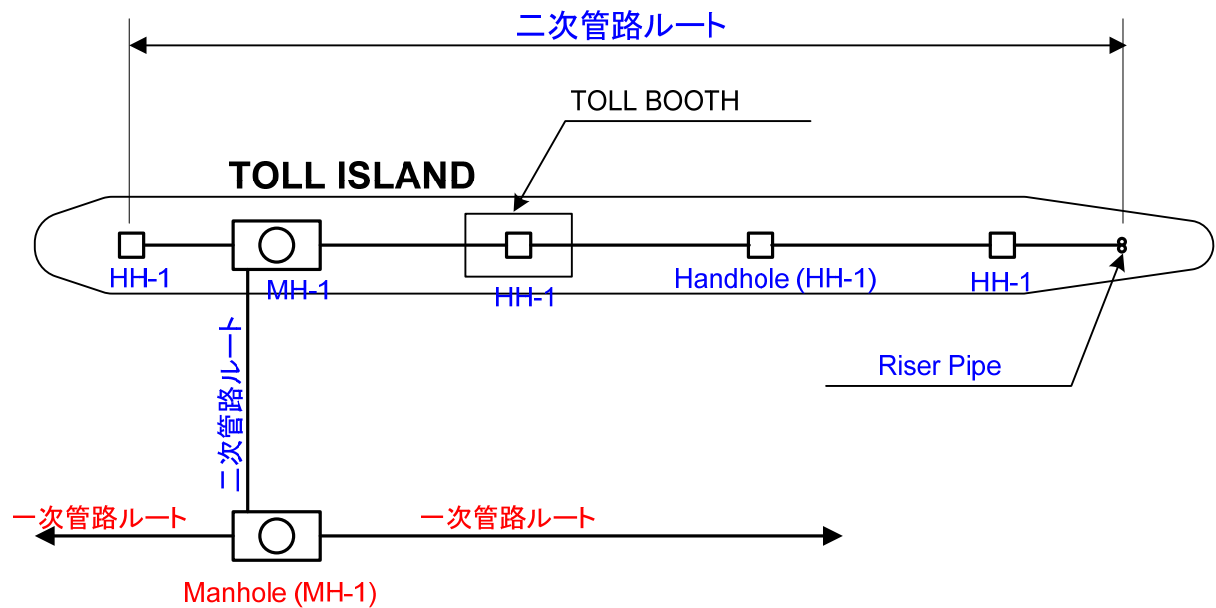 二次管路ルート
TOLL BOOTH
TOLL ISLAND
HH-1
MH-1
HH-1
Handhole (HH-1)
HH-1
Riser Pipe
二次管路ルート
一次管路ルート
一次管路ルート
Manhole (MH-1)